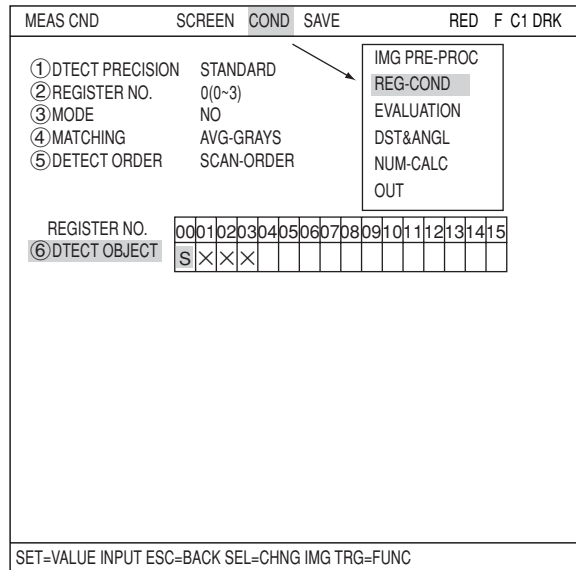 MEAS CND SCREEN COND SAVE RED F C1 DRK
①DTECT PRECISION STANDARD
②REGISTER NO. 0(0~3)
③MODE NO
④MATCHING AVG-GRAYS
⑤DETECT ORDER SCAN-ORDER
IMG PRE-PROC
REG-COND
EVALUATION
DST&ANGL
NUM-CALC
OUT
REGISTER NO. 00 01 02 03 04 05 06 07 08 09 10 11 12 13 14 15
⑥DTECT OBJECT S × × ×
SET=VALUE INPUT ESC=BACK SEL=CHNG IMG TRG=FUNC